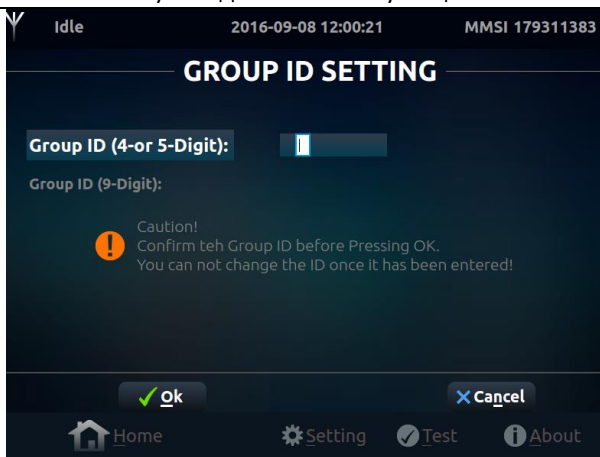 Idle 2016-09-08 12:00:21 MMSI 179311383
GROUP ID SETTING
Group ID (4-or 5-Digit):
Group ID (9-Digit):
Caution!
Confirm teh Group ID before Pressing OK.
You can not change the ID once it has been entered!
Ok Cancel
Home Setting Test About